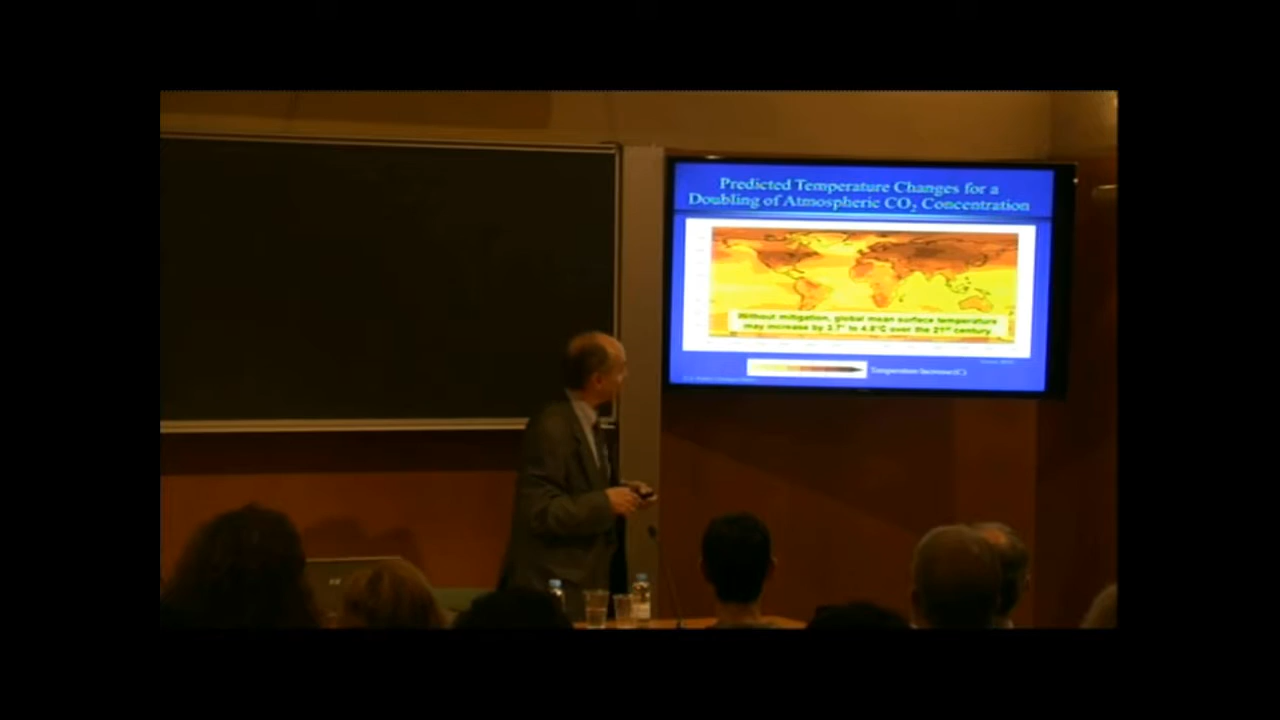 Predicted Temperature Changes for a
Doubling of Atmospheric CO₂ Concentration
Without mitigation, global mean surface temperature
may increase by 3.7° to 4.8°C over the 21st century
Temperature Increase (C)
hp